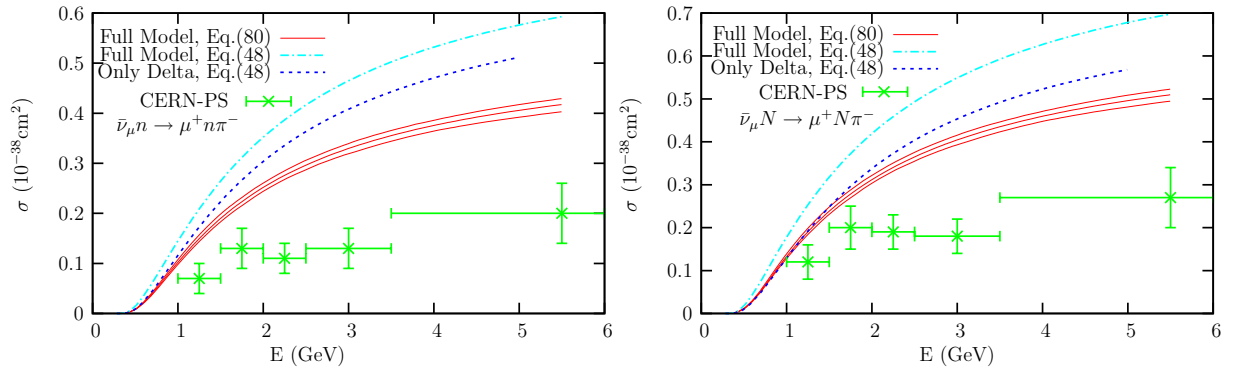 0.6
0.5
0.4
0.3
0.2
0.1
0
σ (10⁻³⁸cm²)
0 1 2 3 4 5 6
E (GeV)
Full Model, Eq.(80)
Full Model, Eq.(48)
Only Delta, Eq.(48)
CERN-PS
ν̄_μ n → μ⁺nπ⁻
0.7
0.6
0.5
0.4
0.3
0.2
0.1
0
σ (10⁻³⁸cm²)
0 1 2 3 4 5 6
E (GeV)
Full Model, Eq.(80)
Full Model, Eq.(48)
Only Delta, Eq.(48)
CERN-PS
ν̄_μ N → μ⁺Nπ⁻